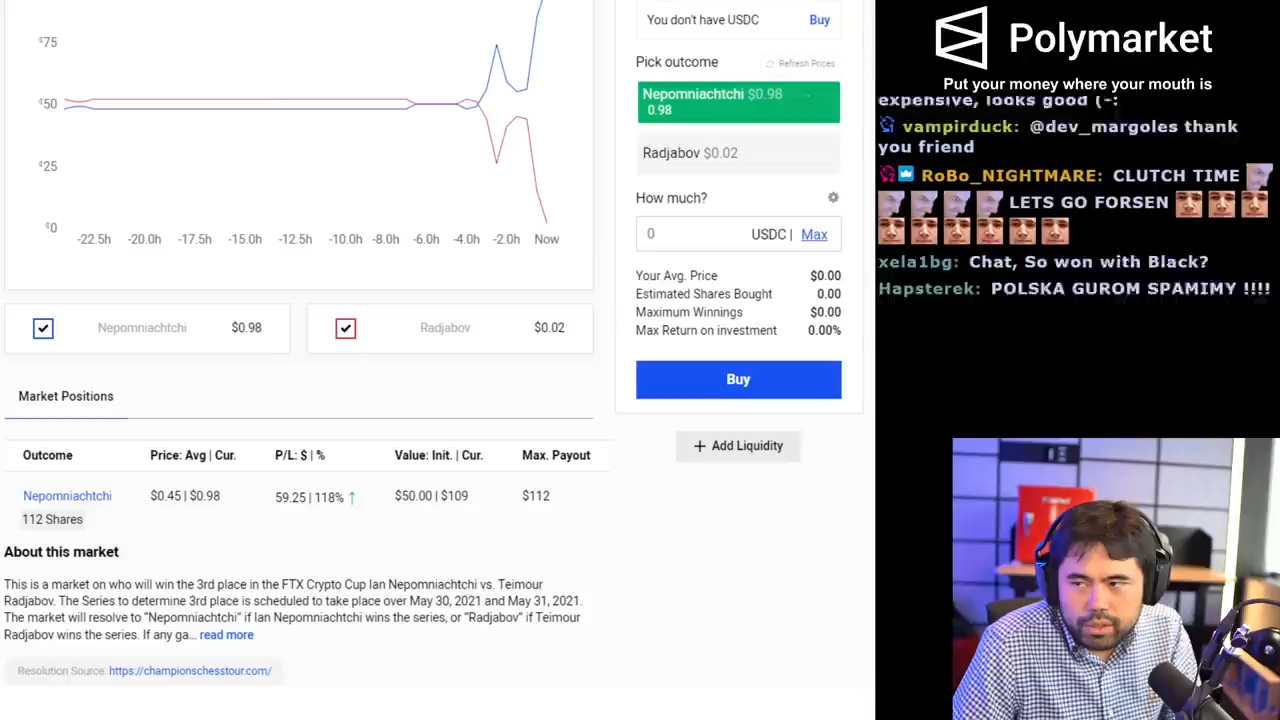 You don't have USDC
Buy
Pick outcome
Refresh Prices
Nepomniachtchi $0.98
0.98
Radjabov $0.02
How much?
0
USDC | Max
Your Avg. Price $0.00
Estimated Shares Bought 0.00
Maximum Winnings $0.00
Max Return on investment 0.00%
Buy
+ Add Liquidity
¢75
¢50
¢25
¢0
-22.5h -20.0h -17.5h -15.0h -12.5h -10.0h -8.0h -6.0h -4.0h -2.0h Now
Nepomniachtchi $0.98
Radjabov $0.02
Market Positions
Outcome Price: Avg | Cur. P/L: $ | % Value: Init. | Cur. Max. Payout
Nepomniachtchi $0.45 | $0.98 59.25 | 118% ↑ $50.00 | $109 $112
112 Shares
About this market
This is a market on who will win the 3rd place in the FTX Crypto Cup Ian Nepomniachtchi vs. Teimour
Radjabov. The Series to determine 3rd place is scheduled to take place over May 30, 2021 and May 31, 2021.
The market will resolve to “Nepomniachtchi” if Ian Nepomniachtchi wins the series, or “Radjabov” if Teimour
Radjabov wins the series. If any ga... read more
Resolution Source: https://championschesstour.com/
Polymarket
Put your money where your mouth is
expensive, looks good (-:
vampirduck: @dev_margoles thank
you friend
RoBo_NIGHTMARE: CLUTCH TIME
LETS GO FORSEN
xela1bg: Chat, So won with Black?
Hapsterek: POLSKA GUROM SPAMIMY !!!!